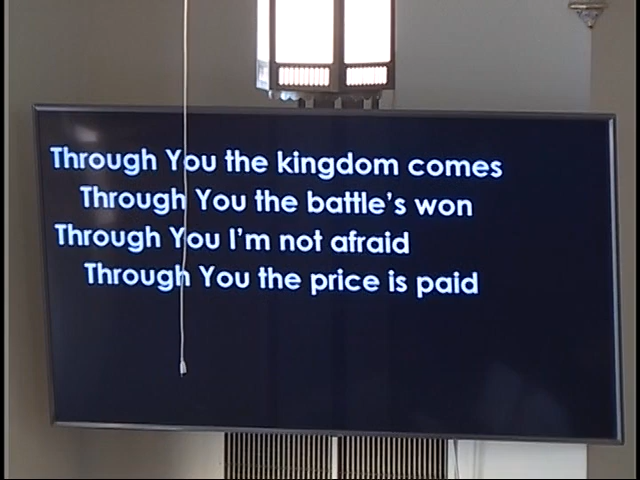 Through You the kingdom comes
Through You the battle's won
Through You I'm not afraid
Through You the price is paid